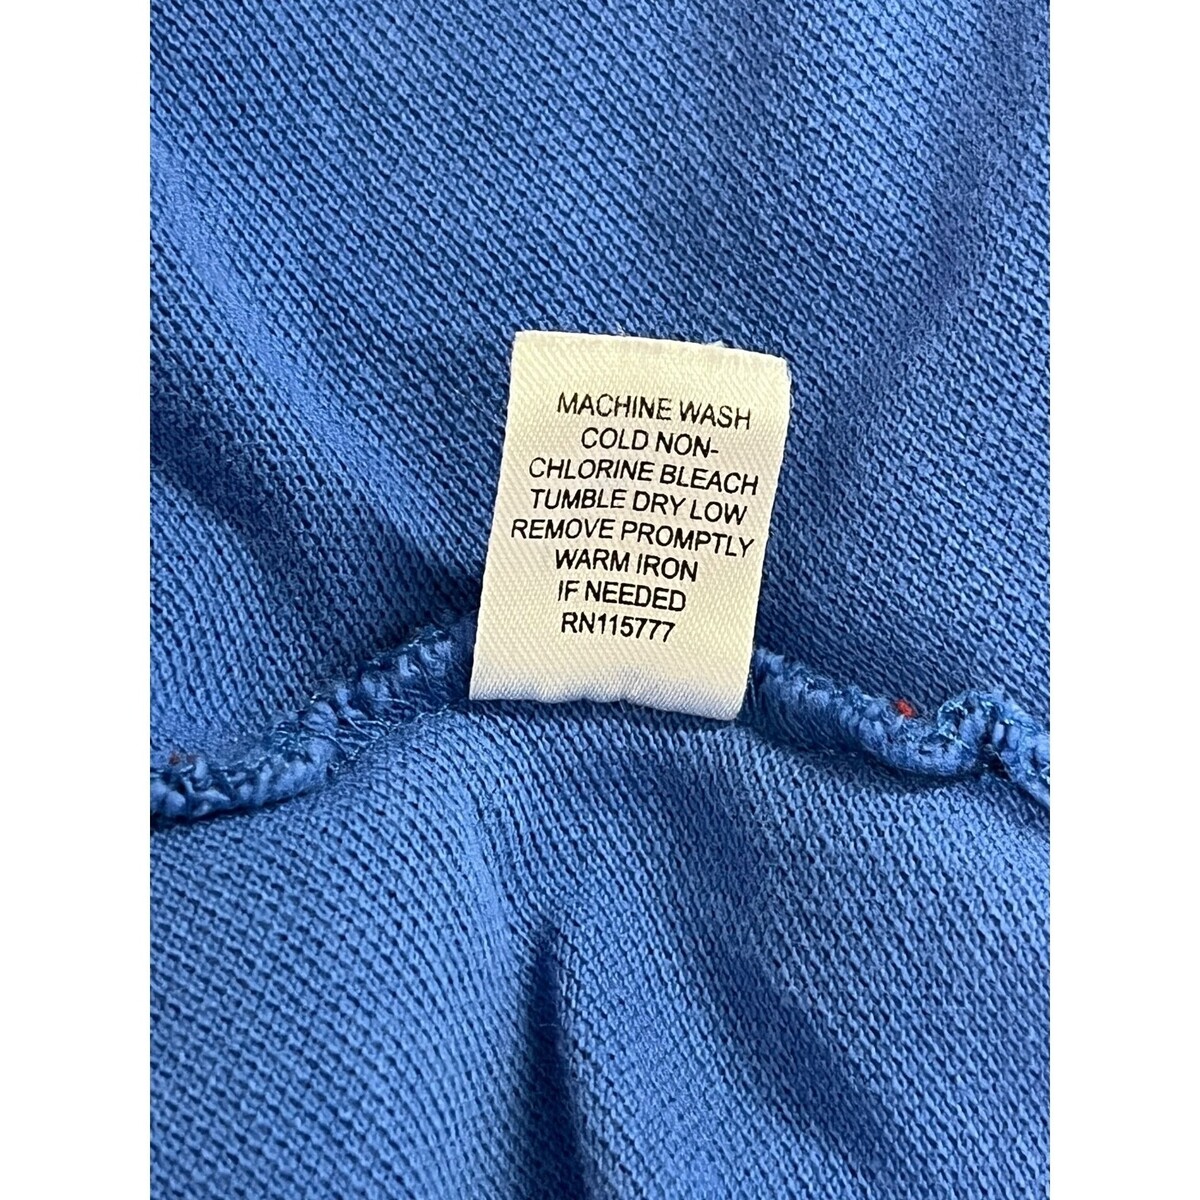 MACHINE WASH
COLD NON-
CHLORINE BLEACH
TUMBLE DRY LOW
REMOVE PROMPTLY
WARM IRON
IF NEEDED
RN115777